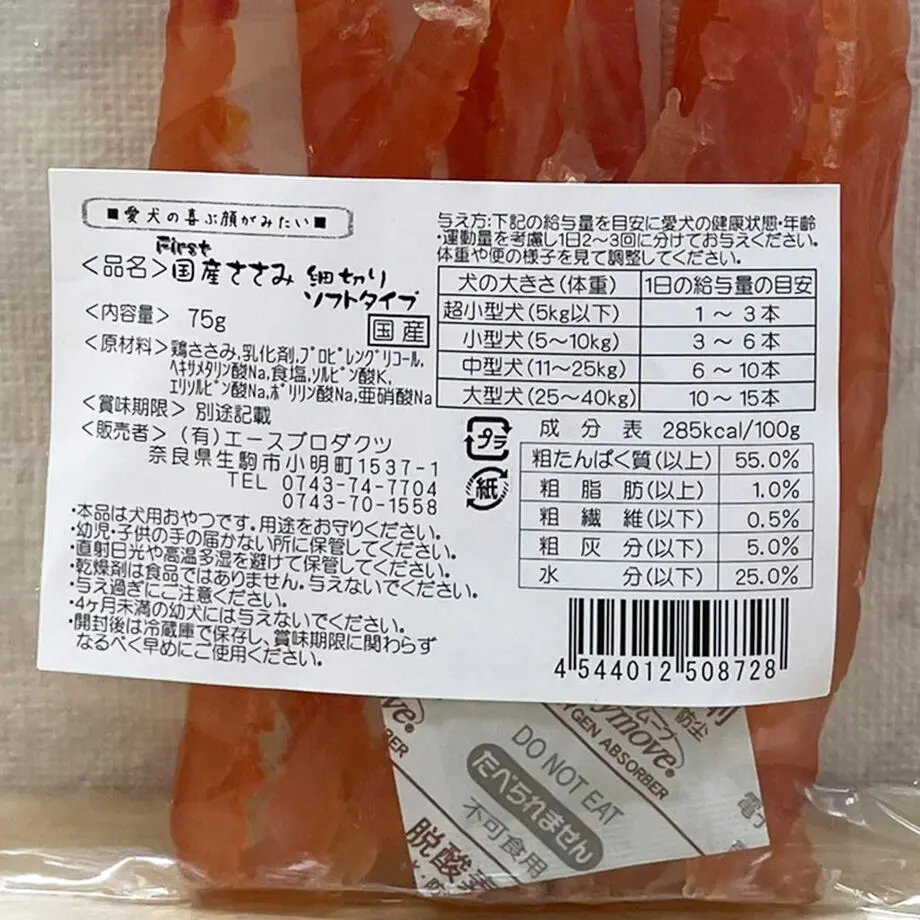 ■愛犬の喜ぶ顔がみたい■
First
<品名>国産ささみ 細切り
ソフトタイプ
<内容量> 75g
国産
<原材料>鶏ささみ,乳化剤,プロピレングリコール,
ヘキサメタリン酸Na,食塩,ソルビン酸K,
エリソルビン酸Na,ポリリン酸Na,亜硝酸Na
<賞味期限> 別途記載
<販売者> (有)エースプロダクツ
奈良県生駒市小明町1537-1
TEL 0743-74-7704
0743-70-1558
・本品は犬用おやつです。用途をお守りください。
・幼児・子供の手の届かない所に保管してください。
・直射日光や高温多湿を避けて保管してください。
・乾燥剤は食品ではありません。与えないでください。
・与え過ぎにご注意ください。
・4ヶ月未満の幼犬には与えないでください。
・開封後は冷蔵庫で保存し、賞味期限に関わらず
なるべく早めにご使用ください。
与え方:下記の給与量を目安に愛犬の健康状態・年齢
・運動量を考慮し1日2～3回に分けてお与えください。
体重や便の様子を見て調整してください。
犬の大きさ(体重) 1日の給与量の目安
超小型犬(5kg以下) 1～3本
小型犬(5～10kg) 3～6本
中型犬(11～25kg) 6～10本
大型犬(25～40kg) 10～15本
プラ
紙
成分表 285kcal/100g
粗たんぱく質(以上) 55.0%
粗脂肪(以上) 1.0%
粗繊維(以下) 0.5%
粗灰分(以下) 5.0%
水分(以下) 25.0%
4544012508728
OXYGEN ABSORBER
DO NOT EAT
たべられません
不可食用
防尘